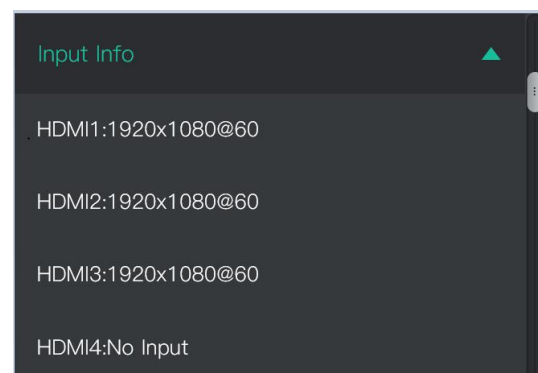 Input Info
HDMI1:1920x1080@60
HDMI2:1920x1080@60
HDMI3:1920x1080@60
HDMI4:No Input